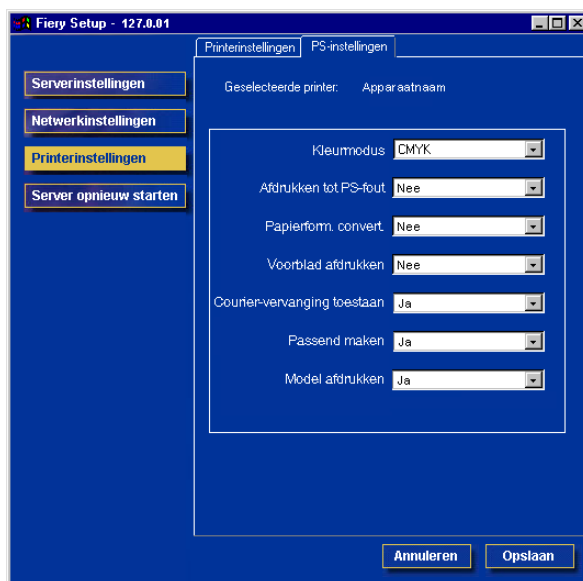 Fiery Setup - 127.0.01
Printerinstellingen
PS-instellingen
Serverinstellingen
Netwerkinstellingen
Printerinstellingen
Server opnieuw starten
Geselecteerde printer: Apparaatnaam
Kleurmodus CMYK
Afdrukken tot PS-fout Nee
Papierform. convert. Nee
Voorblad afdrukken Nee
Courier-vervanging toestaan Ja
Passend maken Ja
Model afdrukken Ja
Annuleren
Opslaan